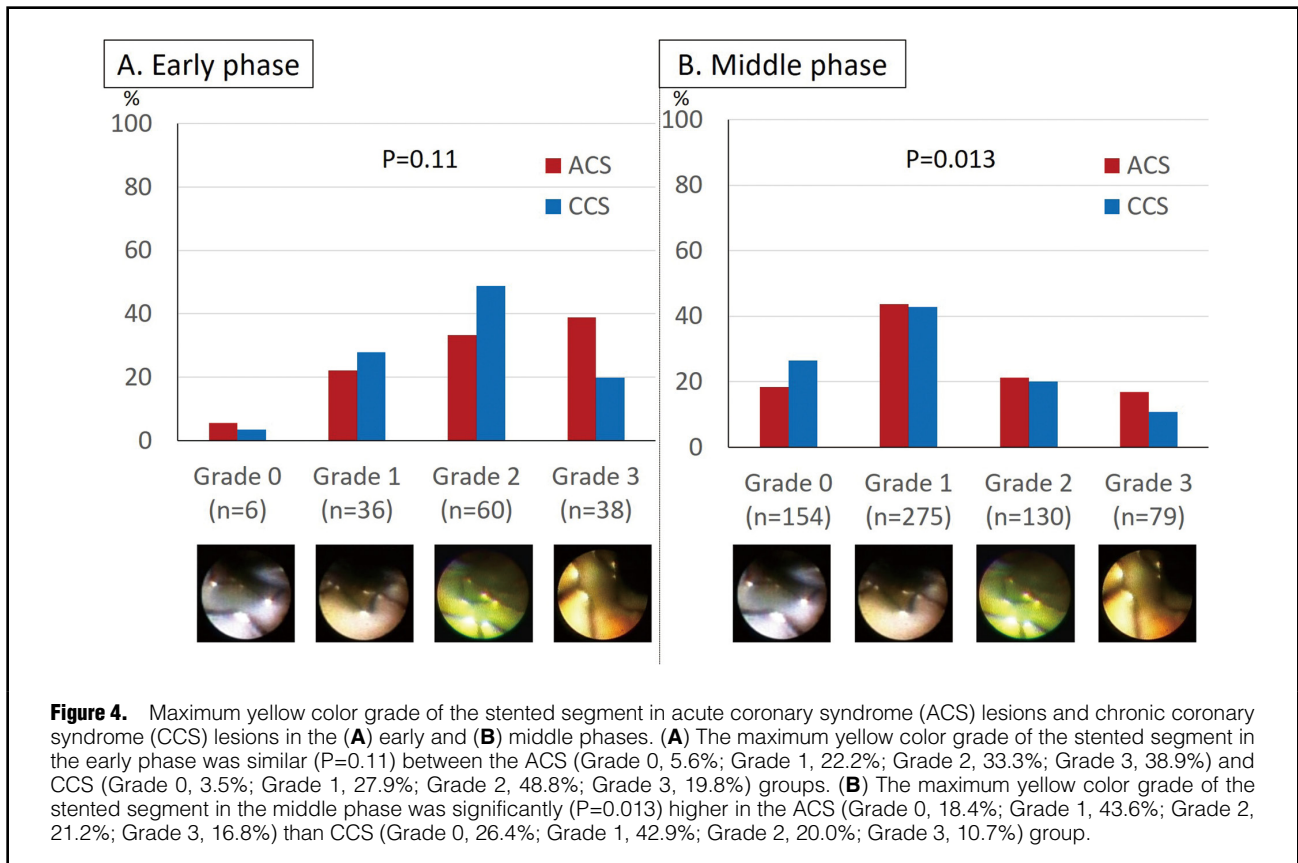 A. Early phase
%
100
80
60
40
20
0
P=0.11
ACS
CCS
Grade 0
(n=6)
Grade 1
(n=36)
Grade 2
(n=60)
Grade 3
(n=38)
B. Middle phase
%
100
80
60
40
20
0
P=0.013
ACS
CCS
Grade 0
(n=154)
Grade 1
(n=275)
Grade 2
(n=130)
Grade 3
(n=79)
Figure 4. Maximum yellow color grade of the stented segment in acute coronary syndrome (ACS) lesions and chronic coronary
syndrome (CCS) lesions in the (A) early and (B) middle phases. (A) The maximum yellow color grade of the stented segment in
the early phase was similar (P=0.11) between the ACS (Grade 0, 5.6%; Grade 1, 22.2%; Grade 2, 33.3%; Grade 3, 38.9%) and
CCS (Grade 0, 3.5%; Grade 1, 27.9%; Grade 2, 48.8%; Grade 3, 19.8%) groups. (B) The maximum yellow color grade of the
stented segment in the middle phase was significantly (P=0.013) higher in the ACS (Grade 0, 18.4%; Grade 1, 43.6%; Grade 2,
21.2%; Grade 3, 16.8%) than CCS (Grade 0, 26.4%; Grade 1, 42.9%; Grade 2, 20.0%; Grade 3, 10.7%) group.